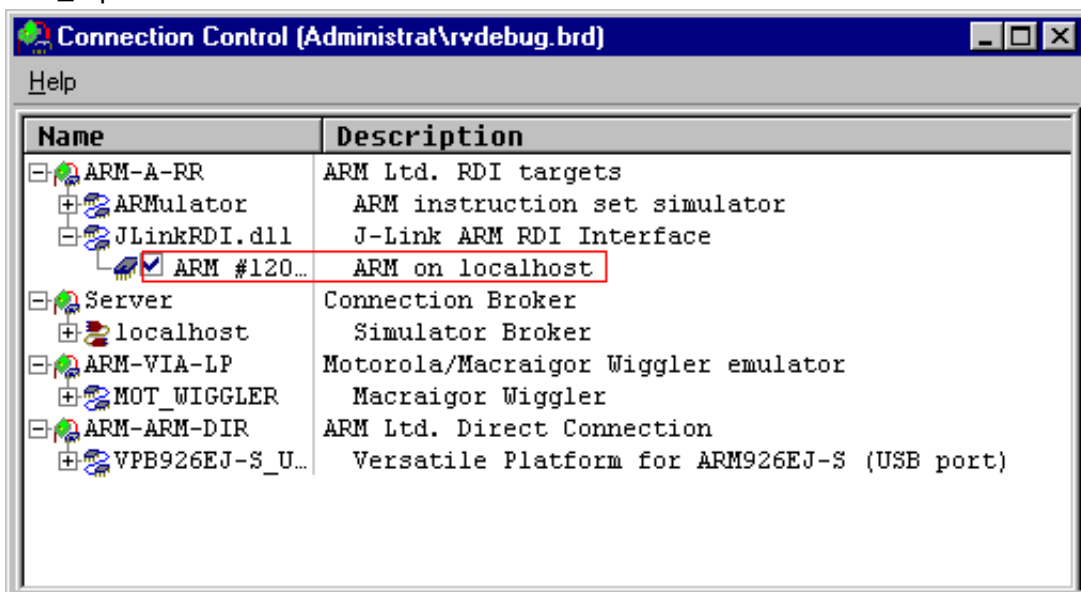 Connection Control (Administrat\rvdebug.brd)
Help
Name Description
ARM-A-RR ARM Ltd. RDI targets
ARMulator ARM instruction set simulator
JLinkRDI.dll J-Link ARM RDI Interface
ARM #120… ARM on localhost
Server Connection Broker
localhost Simulator Broker
ARM-VIA-LP Motorola/Macraigor Wiggler emulator
MOT_WIGGLER Macraigor Wiggler
ARM-ARM-DIR ARM Ltd. Direct Connection
VPB926EJ-S_U… Versatile Platform for ARM926EJ-S (USB port)